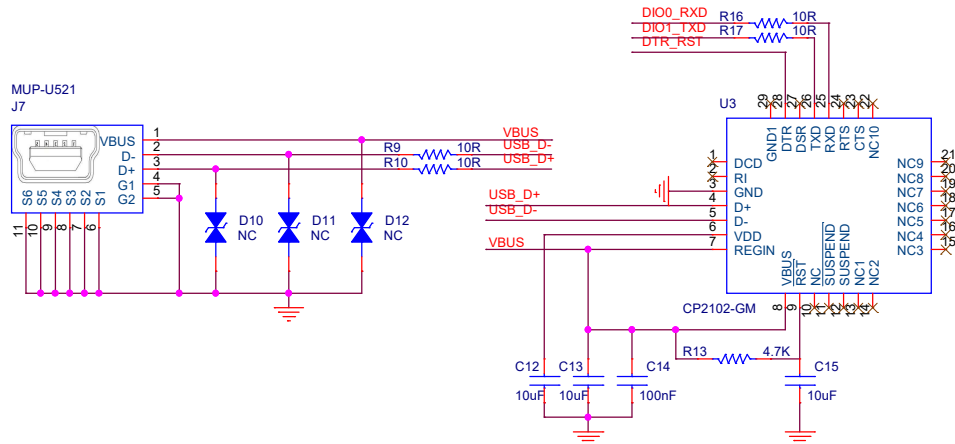 DIO0_RXD R16 10R
DIO1_TXD R17 10R
DTR_RST
MUP-U521
J7
U3
29 28 27 26 25 24 23 22
GND1 DTR DSR TXD RXD RTS CTS NC10
VBUS 1 VBUS
D- 2 R9 10R USB_D-
D+ 3 R10 10R USB_D+
G1 4
G2 5
S6 S5 S4 S3 S2 S1
11 10 9 8 7 6
D10 NC
D11 NC
D12 NC
1 DCD NC9 21
2 RI NC8 20
3 GND NC7 19
USB_D+ 4 D+ NC6 18
USB_D- 5 D- NC5 17
6 VDD NC4 16
VBUS 7 REGIN NC3 15
VBUS RST NC SUSPEND SUSPEND NC1 NC2
8 9 10 11 12 13 14
CP2102-GM
R13 4.7K
C12 C13 C14 C15
10uF 10uF 100nF 10uF